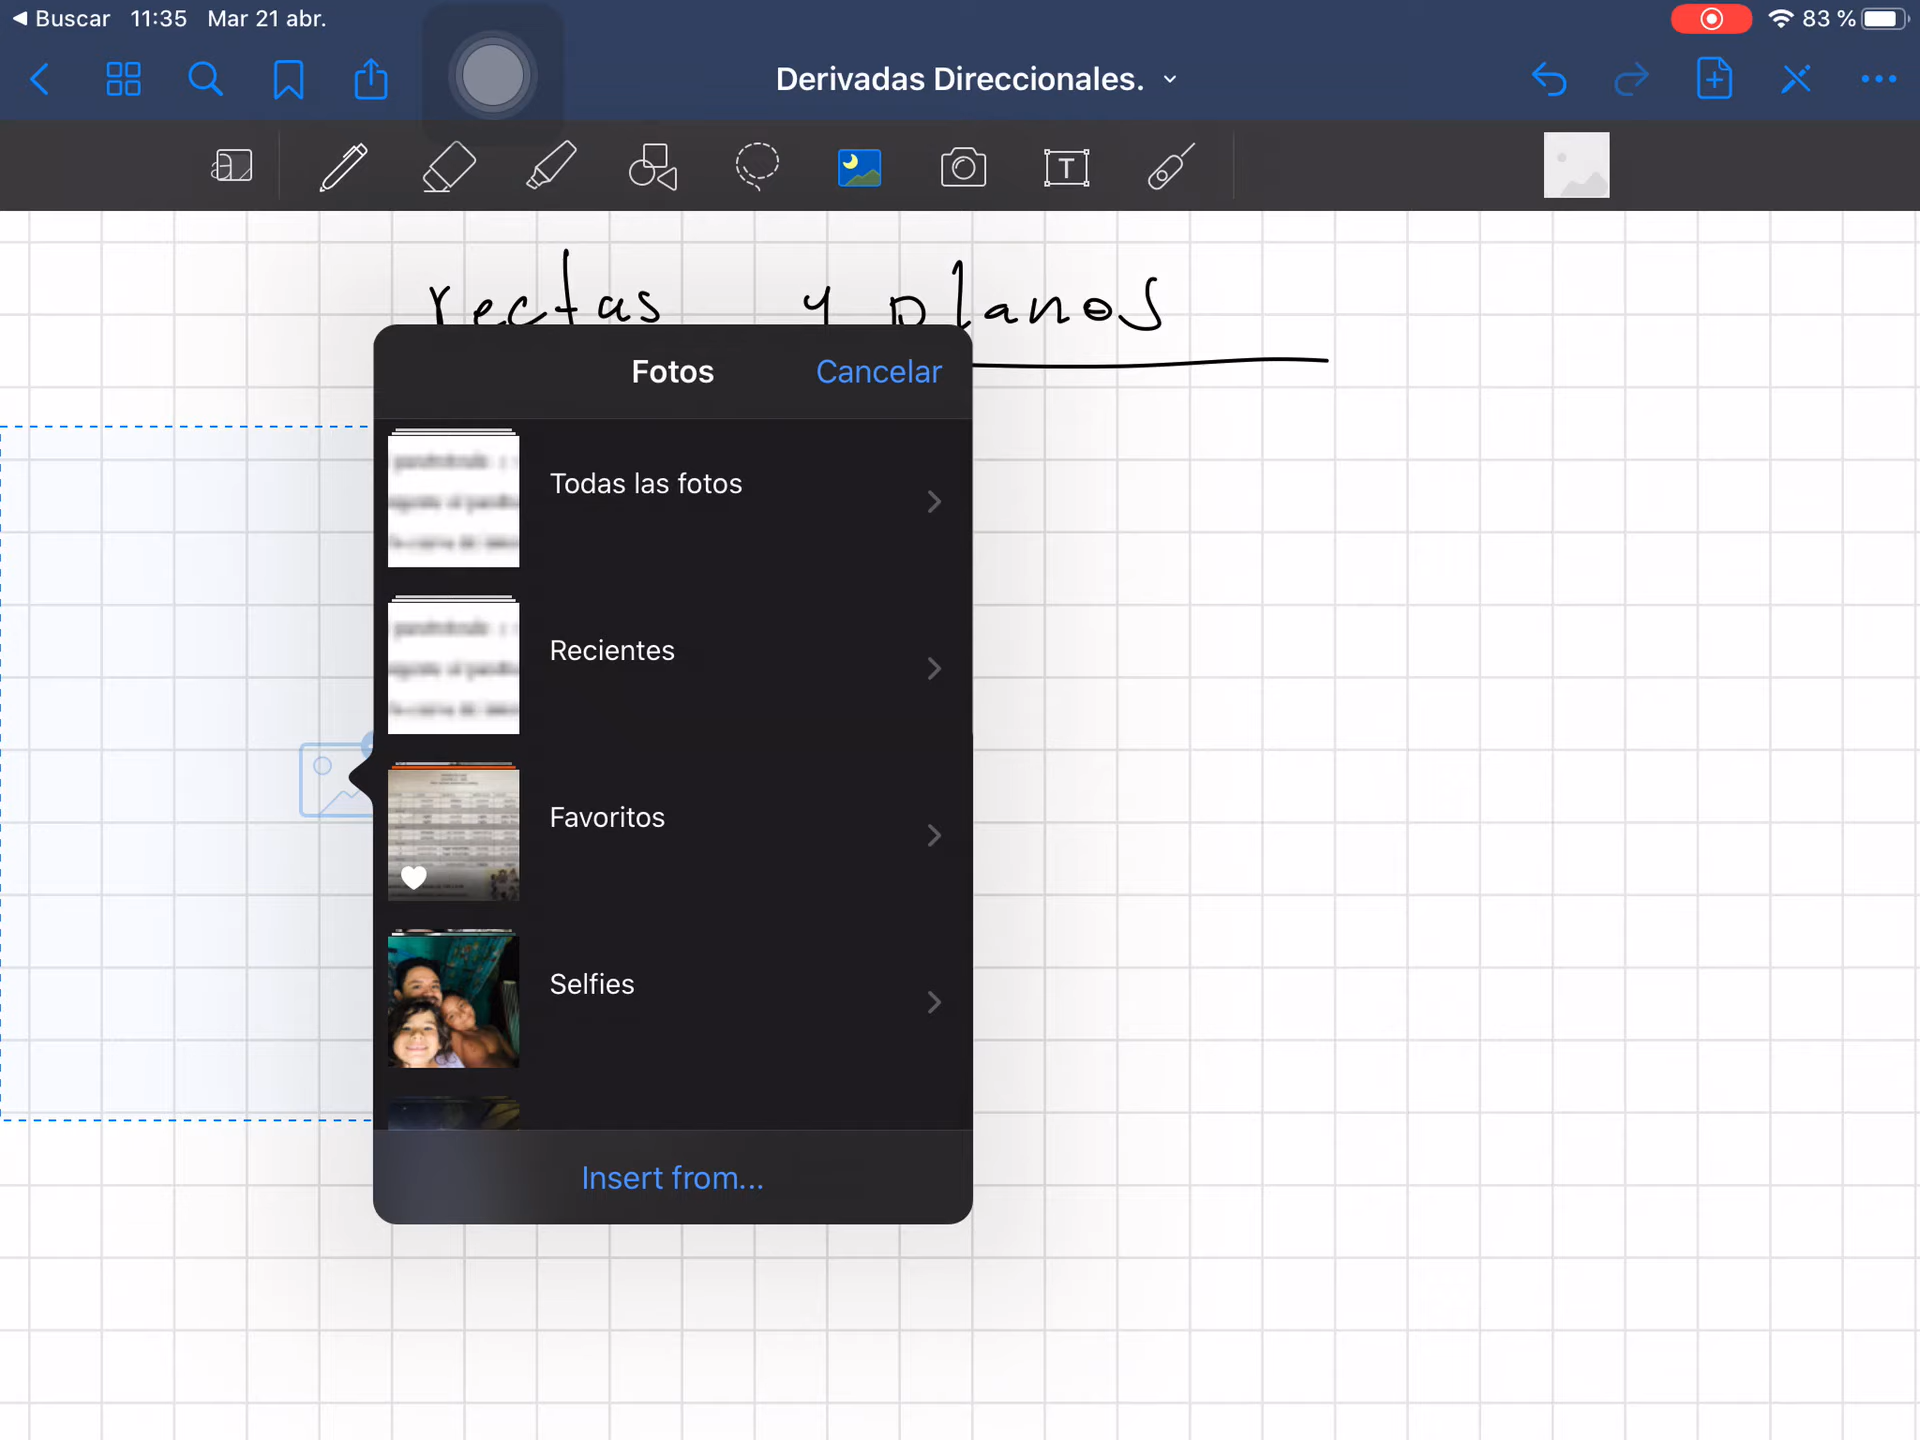 Buscar 11:35 Mar 21 abr. 83 %
Derivadas Direccionales.
T
rectas y planos
Fotos Cancelar
Todas las fotos
Recientes
Favoritos
Selfies
Insert from...